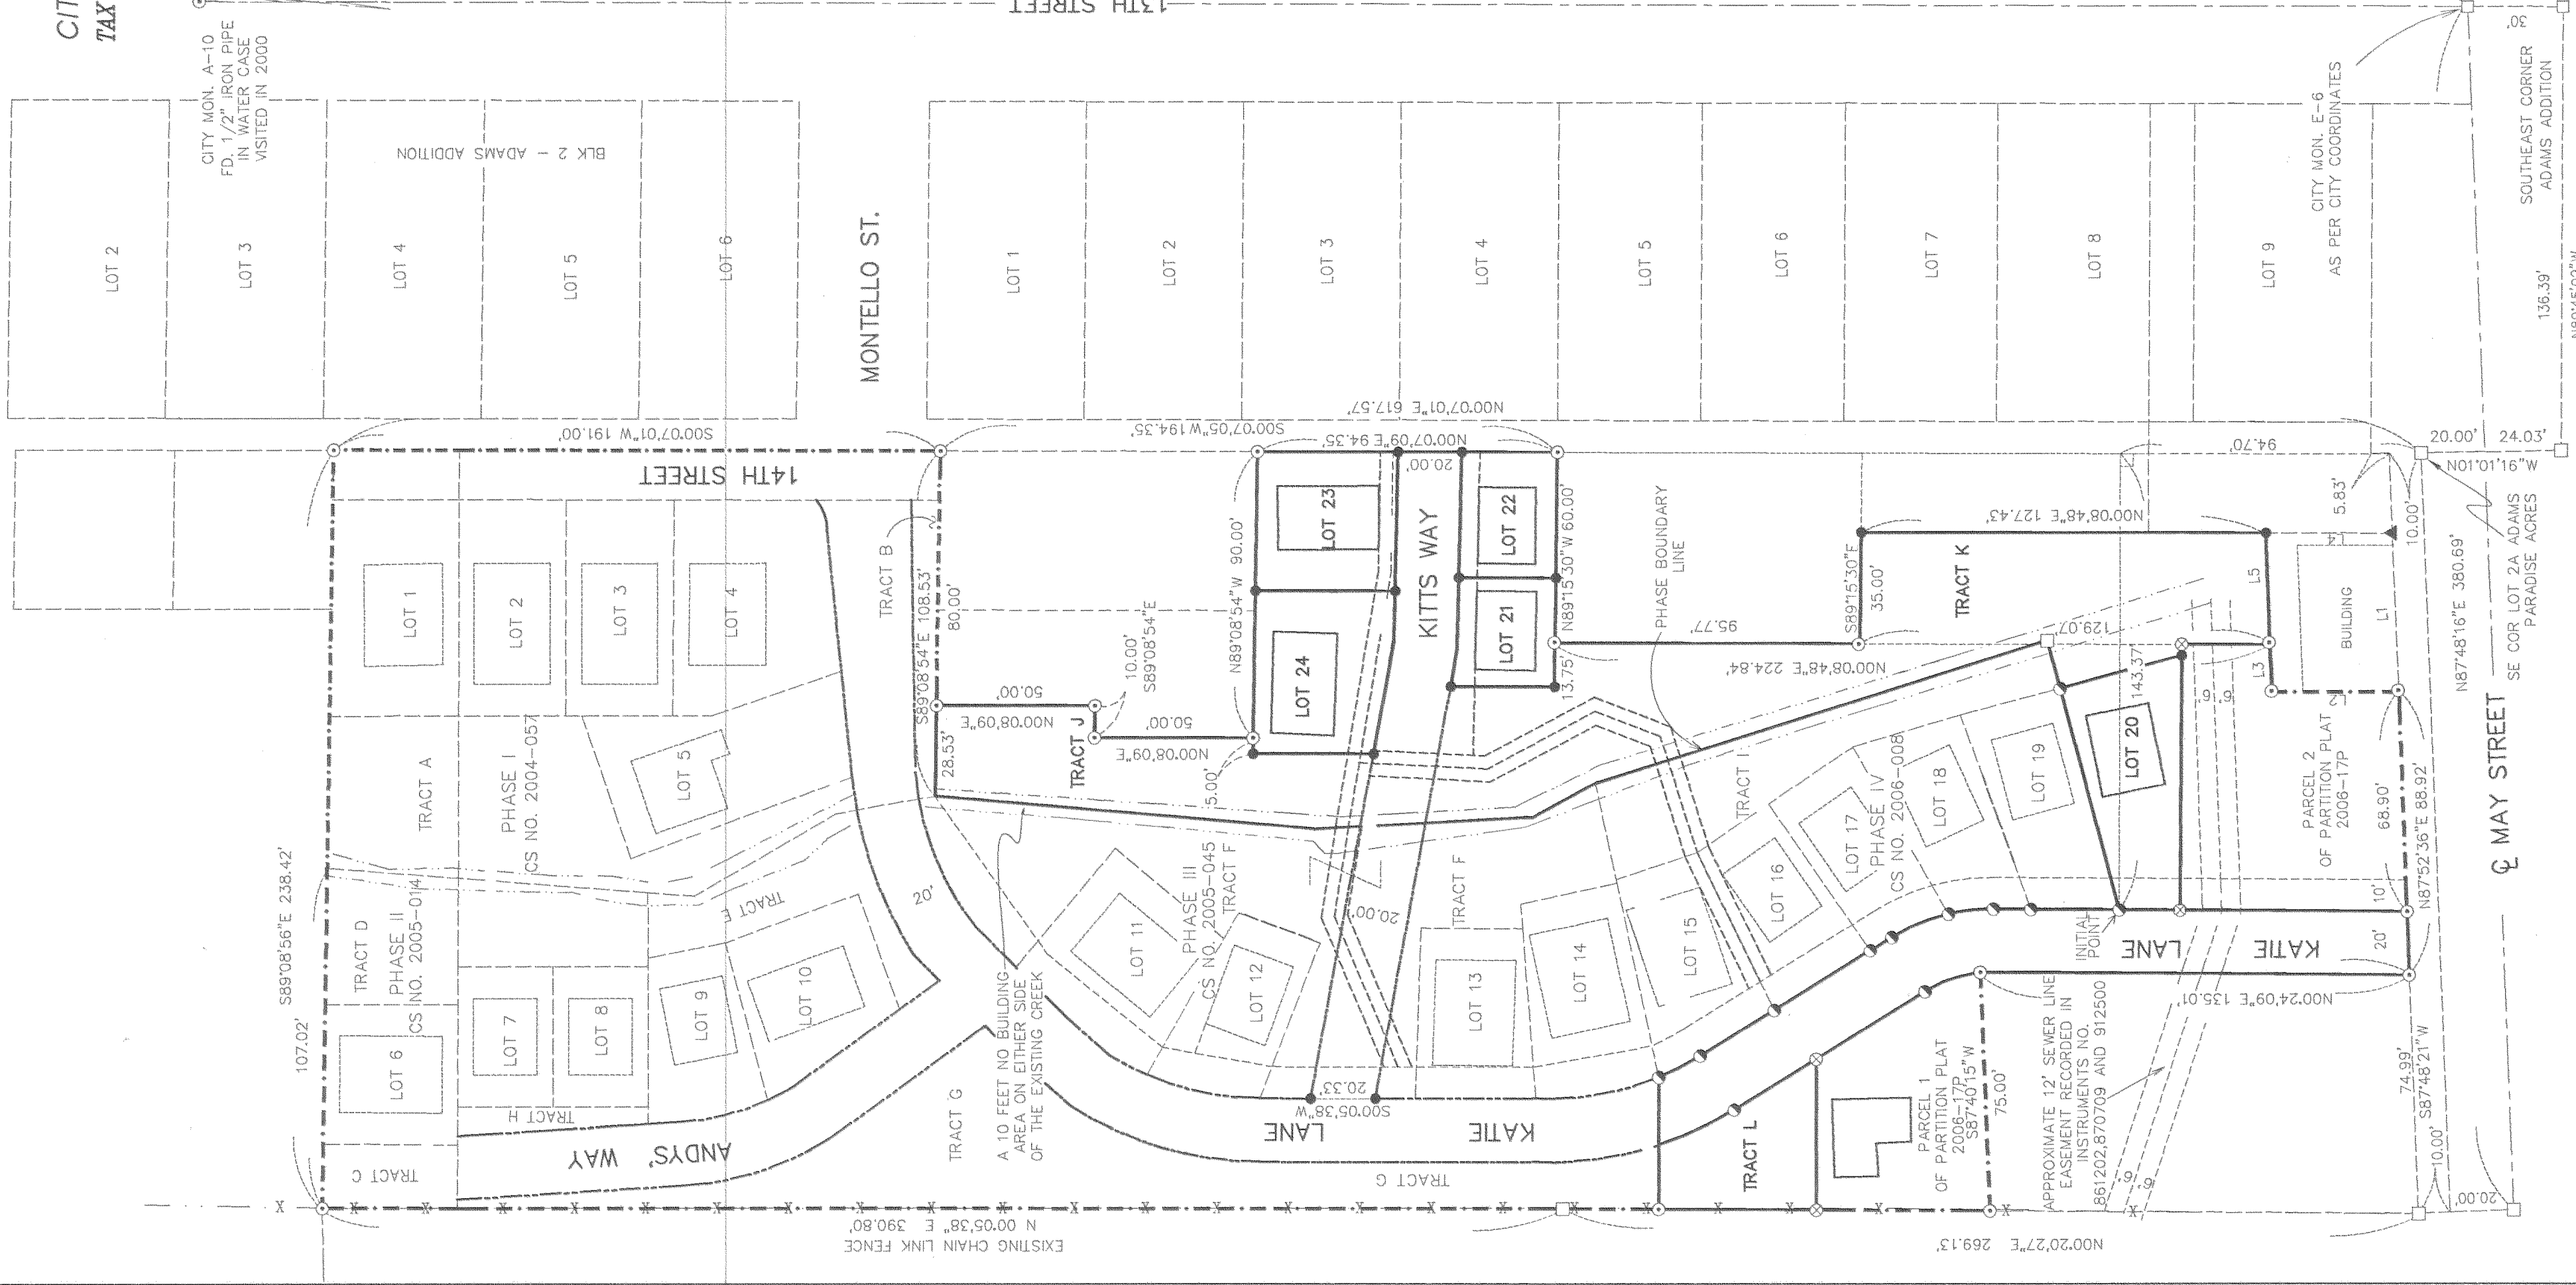 CIT
TAX
CITY MON. A-10
FD. 1/2" IRON PIPE
IN WATER CASE
VISITED IN 2000
13TH STREET
BLK 2 - ADAMS ADDITION
LOT 2
LOT 3
LOT 4
LOT 5
LOT 6
MONTELLO ST.
LOT 1
LOT 2
LOT 3
LOT 4
LOT 5
LOT 6
LOT 7
LOT 8
LOT 9
CITY MON. E-6
AS PER CITY COORDINATES
30'
SOUTHEAST CORNER
ADAMS ADDITION
136.39'
S00°07'01"W 191.00'
14TH STREET
S00°07'05"W 194.35'
N00°07'09"E 94.35'
N00°07'01"E 617.57'
20.00'
94.70'
20.00'
24.03'
N01°01'16"W
5.83'
10.00'
S89°08'56"E 238.42'
107.02'
LOT 1
LOT 2
LOT 3
LOT 4
LOT 5
TRACT A
PHASE I
CS NO. 2004-057
TRACT B
S89°08'54"E 108.53'
80.00'
28.53'
N00°08'09"E
50.00'
10.00'
S89°08'54"E
TRACT J
N00°08'09"E
50.00'
5.00'
N89°08'54"W 90.00'
LOT 23
LOT 24
KITTS WAY
LOT 22
LOT 21
N89°15'30"W 60.00'
13.75'
PHASE BOUNDARY
LINE
95.77'
N00°08'48"E 224.84'
S89°15'30"E
35.00'
TRACT K
N00°08'48"E 127.43'
129.07'
143.37'
L5
L4
L3
L2
L1
BUILDING
N87°48'16"E 380.69'
SE COR LOT 2A ADAMS
PARADISE ACRES
℄ MAY STREET
TRACT D
PHASE II
CS NO. 2005-014
TRACT E
LOT 6
LOT 7
LOT 8
LOT 9
LOT 10
TRACT H
TRACT C
ANDYS' WAY
20'
TRACT G
A 10 FEET NO BUILDING
AREA ON EITHER SIDE
OF THE EXISTING CREEK
LOT 11
PHASE III
CS NO. 2005-045
TRACT F
LOT 12
20.00'
TRACT F
LOT 13
LOT 14
LOT 15
TRACT I
LOT 16
LOT 17
PHASE IV
CS NO. 2006-008
LOT 18
LOT 19
LOT 20
6'
6'
PARCEL 2
OF PARTITION PLAT
2006-17P
68.90'
N87°52'36"E 88.92'
10'
20'
INITIAL
POINT
KATIE LANE
N00°24'09"E 135.01'
S00°05'38"W
20.33'
KATIE LANE
TRACT G
TRACT L
PARCEL 1
OF PARTITION PLAT
2006-17P
S87°40'15"W
75.00'
APPROXIMATE 12' SEWER LINE
EASEMENT RECORDED IN
INSTRUMENTS NO.
861202,870709 AND 912500
6'
6'
74.99'
S87°48'21"W
10.00'
20.00'
N 00°05'38" E 390.80'
EXISTING CHAIN LINK FENCE
N00°20'27"E 269.13'